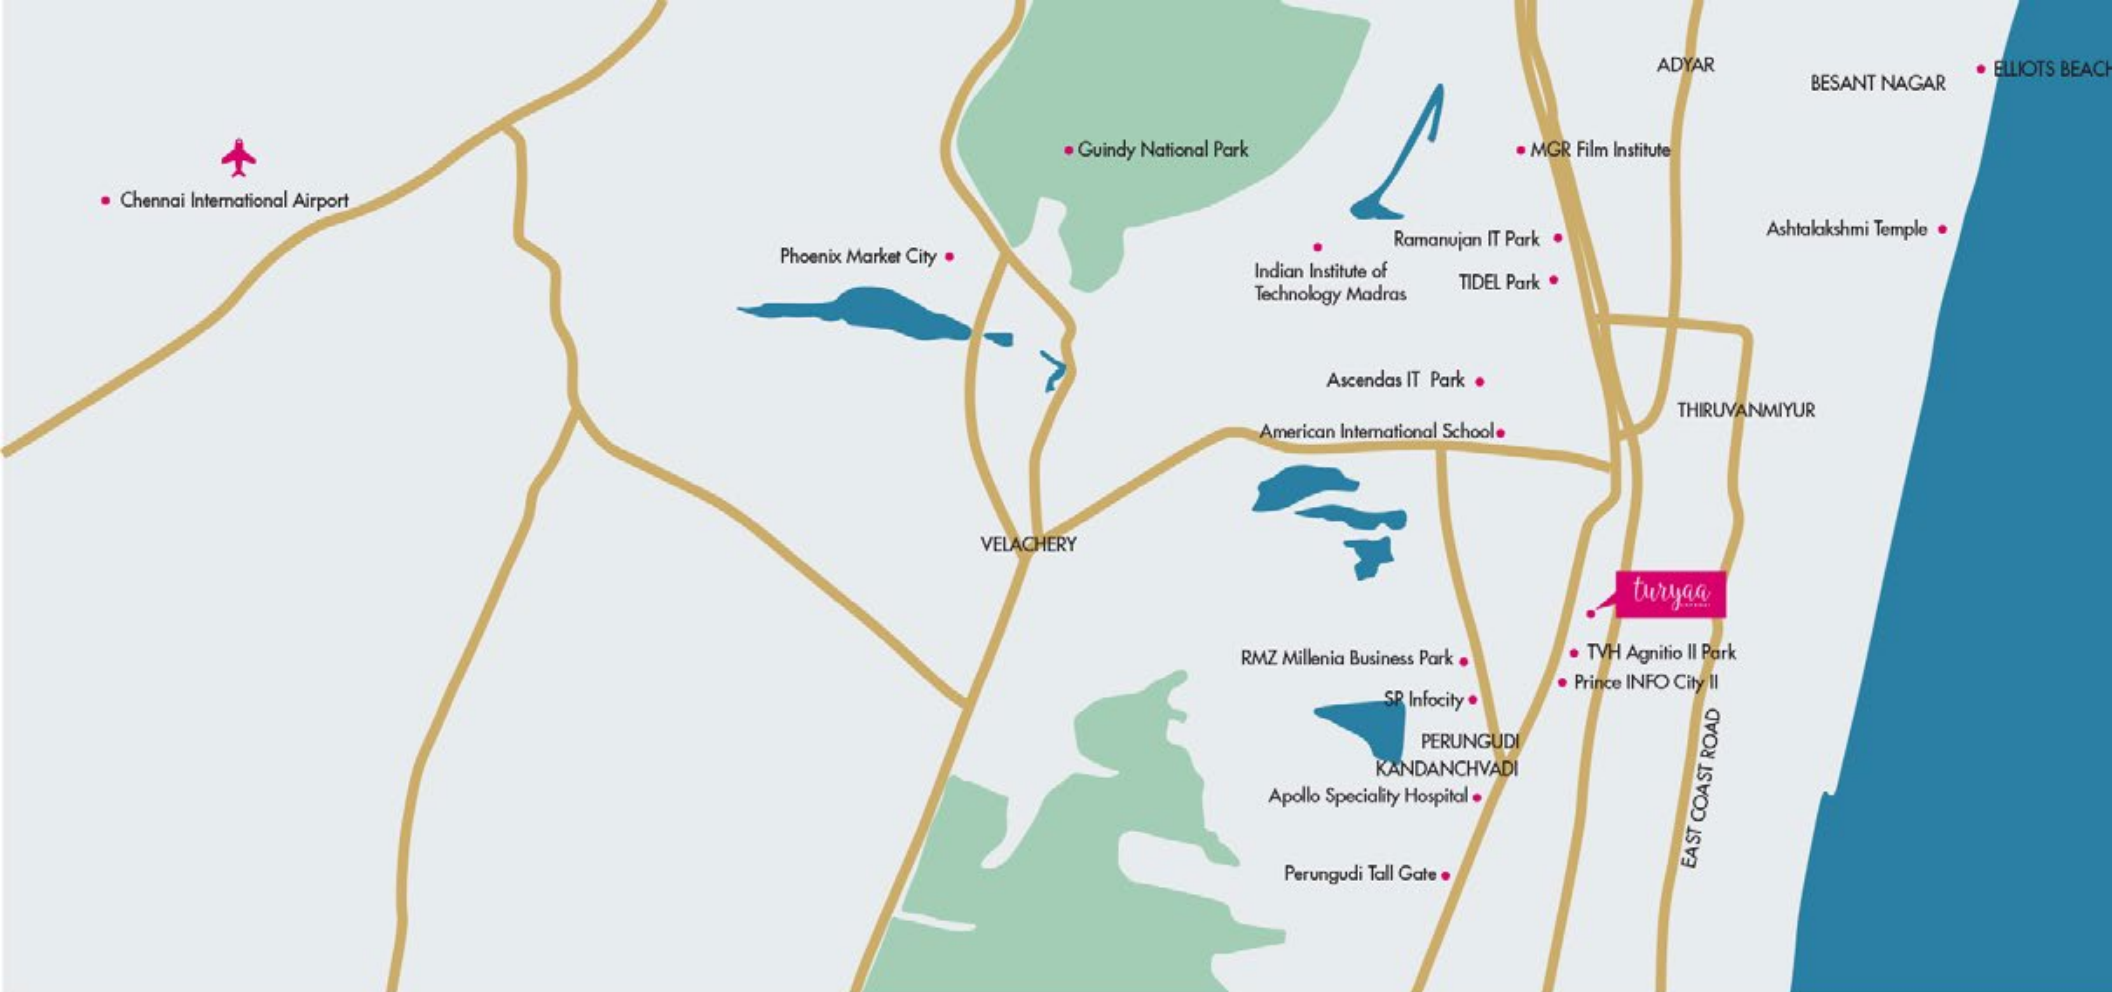 ADYAR
ELLIOTS BEACH
BESANT NAGAR
Guindy National Park
MGR Film Institute
Chennai International Airport
Ashtalakshmi Temple
Ramanujan IT Park
Phoenix Market City
Indian Institute of
Technology Madras
TIDEL Park
Ascendas IT Park
THIRUVANMIYUR
American International School
VELACHERY
turyaa
TVH Agnitio II Park
RMZ Millenia Business Park
Prince INFO City II
SP Infocity
PERUNGUDI
KANDANCHVADI
EAST COAST ROAD
Apollo Speciality Hospital
Perungudi Tall Gate